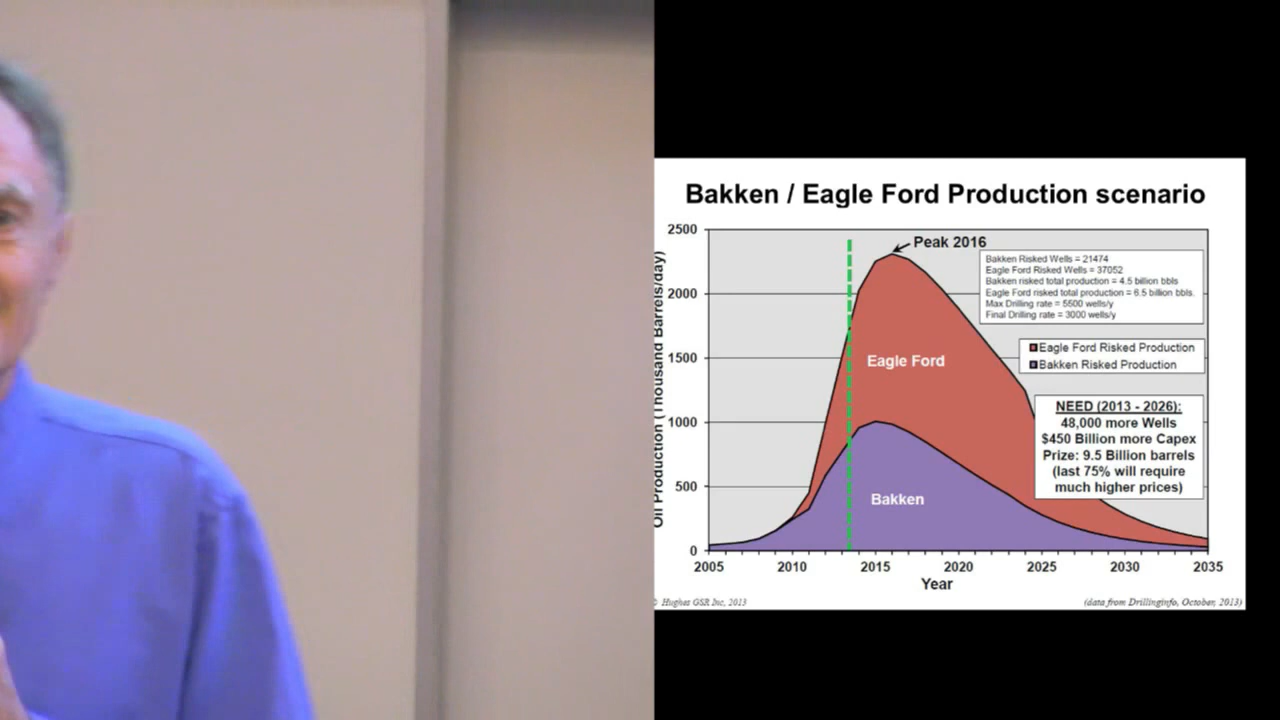 Bakken / Eagle Ford Production scenario
2500
2000
1500
1000
500
0
Oil Production (Thousand Barrels/day)
Peak 2016
Bakken Risked Wells = 21474
Eagle Ford Risked Wells = 37052
Bakken risked total production = 4.5 billion bbls
Eagle Ford risked total production = 6.5 billion bbls.
Max Drilling rate = 5500 wells/y
Final Drilling rate = 3000 wells/y
Eagle Ford Risked Production
Bakken Risked Production
Eagle Ford
NEED (2013 - 2026):
48,000 more Wells
$450 Billion more Capex
Prize: 9.5 Billion barrels
(last 75% will require
much higher prices)
Bakken
2005 2010 2015 2020 2025 2030 2035
Year
© Hughes GSR Inc, 2013
(data from Drillinginfo, October, 2013)